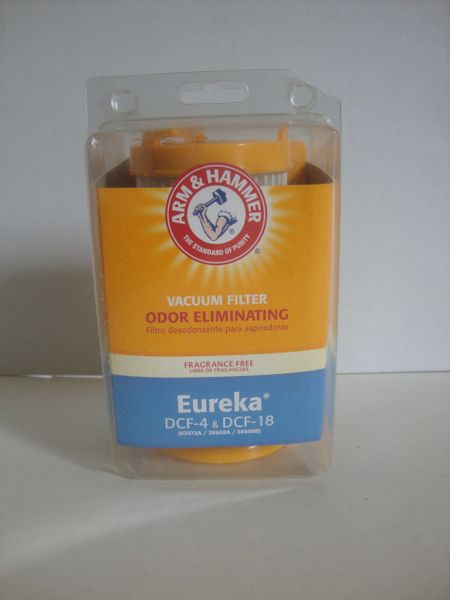 ARM & HAMMER
THE STANDARD OF PURITY
®
®
VACUUM FILTER
ODOR ELIMINATING
Filtro desodorizante para aspiradoras
FRAGRANCE FREE
LIBRE DE FRAGANCIAS
Eureka*
DCF-4 & DCF-18